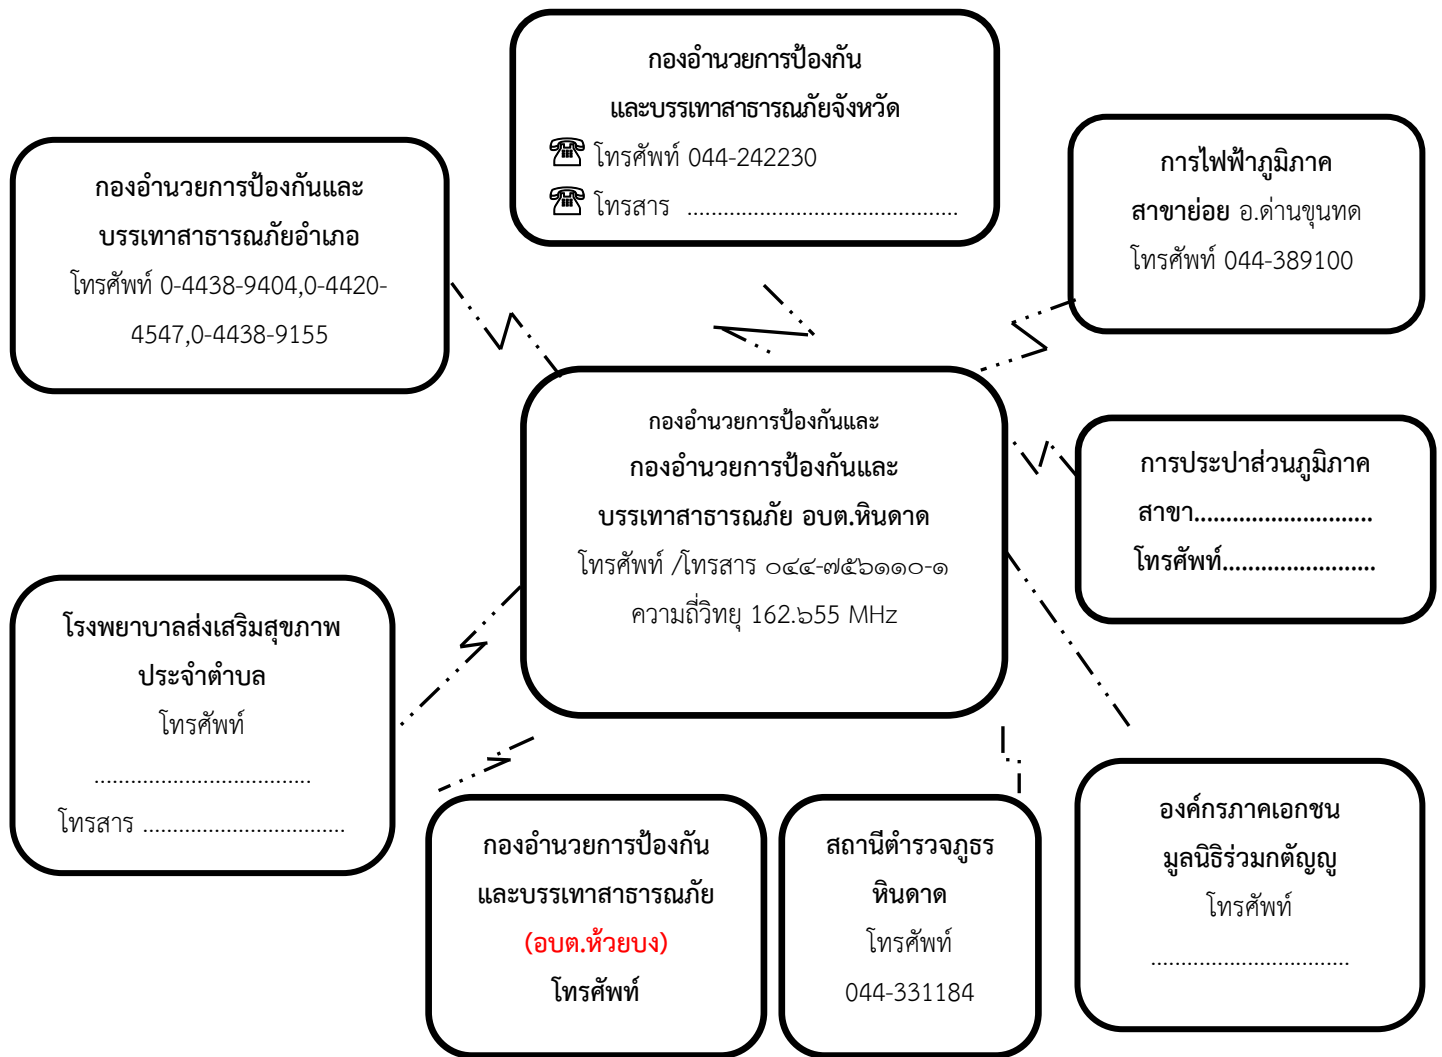 กองอำนวยการป้องกัน
และบรรเทาสาธารณภัยจังหวัด
โทรศัพท์ 044-242230
โทรสาร ..............................................
กองอำนวยการป้องกันและ
บรรเทาสาธารณภัยอำเภอ
โทรศัพท์ 0-4438-9404,0-4420-
4547,0-4438-9155
การไฟฟ้าภูมิภาค
สาขาย่อย อ.ด่านขุนทด
โทรศัพท์ 044-389100
กองอำนวยการป้องกันและ
กองอำนวยการป้องกันและ
บรรเทาสาธารณภัย อบต.หินดาด
โทรศัพท์ /โทรสาร ๐๔๔-๗๕๖๑๑๐-๑
ความถี่วิทยุ 162.๖55 MHz
การประปาส่วนภูมิภาค
สาขา............................
โทรศัพท์........................
โรงพยาบาลส่งเสริมสุขภาพ
ประจำตำบล
โทรศัพท์
.....................................
โทรสาร ..................................
กองอำนวยการป้องกัน
และบรรเทาสาธารณภัย
(อบต.ห้วยบง)
โทรศัพท์
สถานีตำรวจภูธร
หินดาด
โทรศัพท์
044-331184
องค์กรภาคเอกชน
มูลนิธิร่วมกตัญญู
โทรศัพท์
..................................